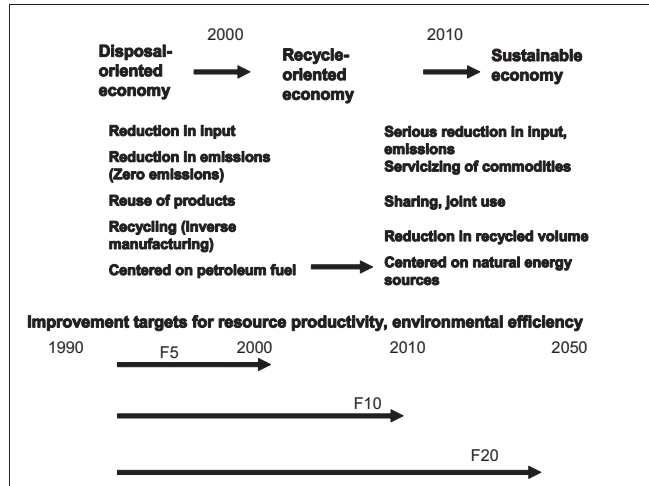 2000
2010
Disposal-
oriented
economy
Recycle-
oriented
economy
Sustainable
economy
Reduction in input
Reduction in emissions
(Zero emissions)
Reuse of products
Recycling (Inverse
manufacturing)
Centered on petroleum fuel
Serious reduction in input,
emissions
Servicizing of commodities
Sharing, joint use
Reduction in recycled volume
Centered on natural energy
sources
Improvement targets for resource productivity, environmental efficiency
1990 2000 2010 2050
F5
F10
F20